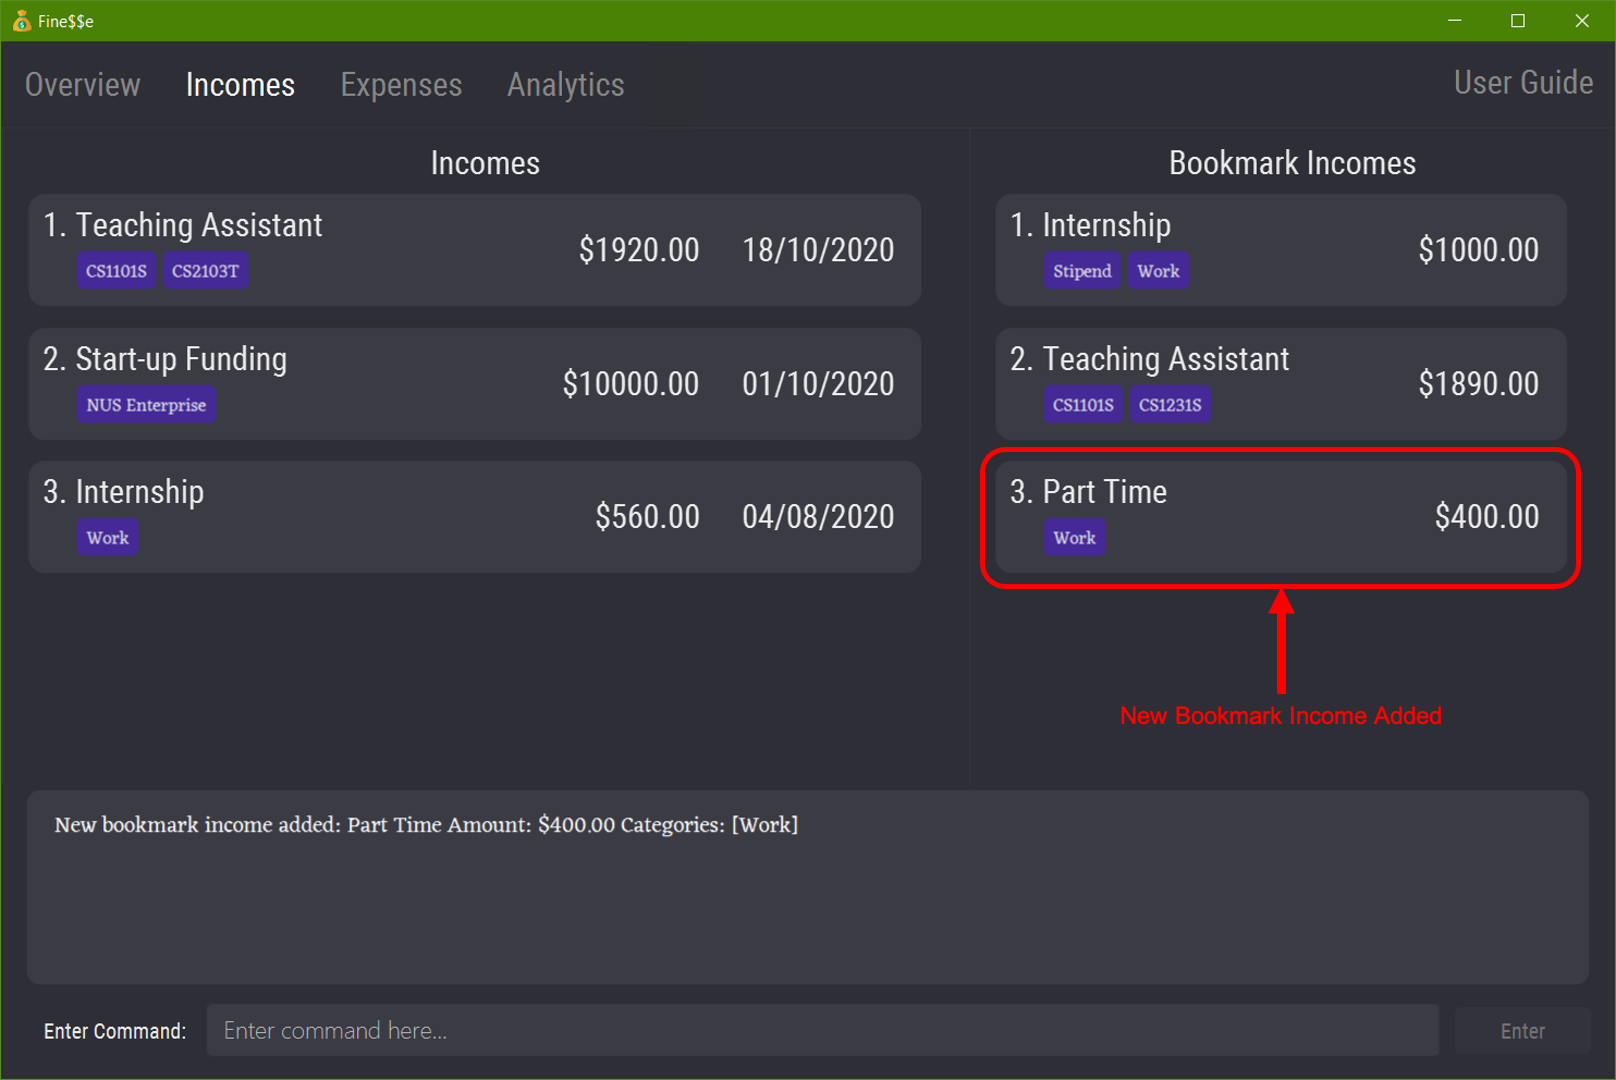 Fine$$e
Overview Incomes Expenses Analytics User Guide
Incomes
1. Teaching Assistant
$1920.00 18/10/2020
CS1101S CS2103T
2. Start-up Funding
$10000.00 01/10/2020
NUS Enterprise
3. Internship
$560.00 04/08/2020
Work
Bookmark Incomes
1. Internship
$1000.00
Stipend Work
2. Teaching Assistant
$1890.00
CS1101S CS1231S
3. Part Time
$400.00
Work
New Bookmark Income Added
New bookmark income added: Part Time Amount: $400.00 Categories: [Work]
Enter Command: Enter command here... Enter